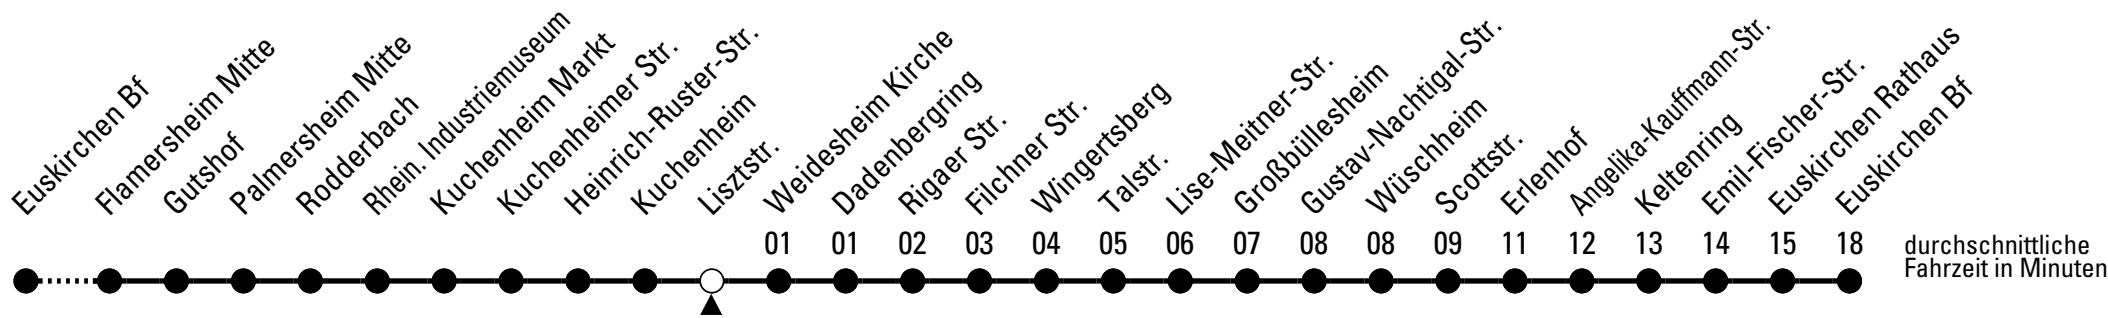 Euskirchen Bf
Flamersheim Mitte
Gutshof
Palmersheim Mitte
Rodderbach
Rhein. Industriemuseum
Kuchenheim Markt
Kuchenheimer Str.
Heinrich-Ruster-Str.
Kuchenheim
Lisztstr.
Weidesheim Kirche
Dadenbergring
Rigaer Str.
Filchner Str.
Wingertsberg
Talstr.
Lise-Meitner-Str.
Großbüllesheim
Gustav-Nachtigal-Str.
Wüschheim
Scottstr.
Erlenhof
Angelika-Kauffmann-Str.
Keltenring
Emil-Fischer-Str.
Euskirchen Rathaus
Euskirchen Bf
01 01 02 03 04 05 06 07 08 08 09 11 12 13 14 15 18
durchschnittliche
Fahrzeit in Minuten